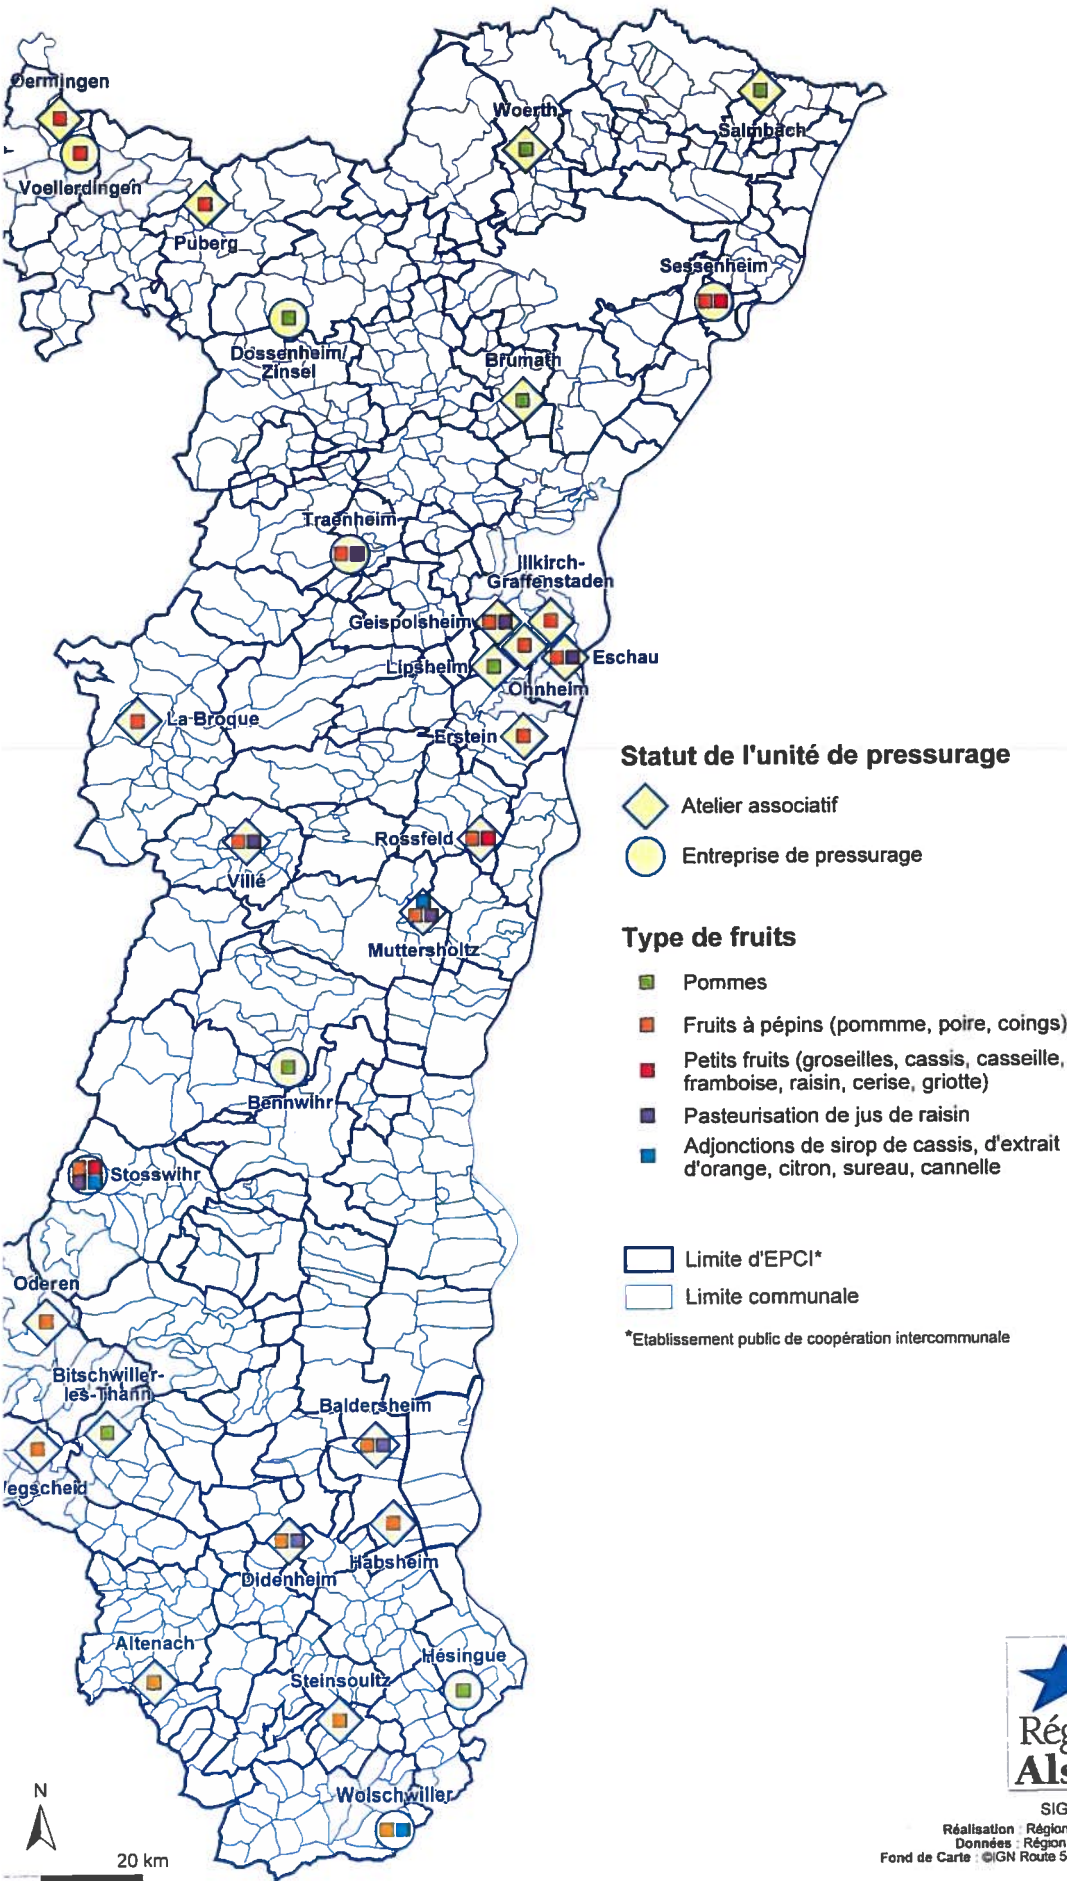 Oermingen
Woerth
Salmbach
Voellerdingen
Puberg
Sessenheim
Dossenheim/
Zinsel
Brumath
Traenheim
Illkirch-
Graffenstaden
Geispolsheim
Lipsheim
Eschau
Ohnheim
La Broque
Erstein
Statut de l'unité de pressurage
Atelier associatif
Rossfeld
Entreprise de pressurage
Villé
Type de fruits
Muttersholtz
Pommes
Fruits à pépins (pommme, poire, coings)
Petits fruits (groseilles, cassis, casseille,
framboise, raisin, cerise, griotte)
Bennwihr
Pasteurisation de jus de raisin
Adjonctions de sirop de cassis, d'extrait
d'orange, citron, sureau, cannelle
Stosswihr
Limite d'EPCI*
Oderen
Limite communale
*Etablissement public de coopération intercommunale
Bitschwiller-
les-Thann
Baldersheim
egscheid
Habsheim
Didenheim
Altenach
Hésingue
Steinsoultz
Rég
Als
Wolschwiller
N
SIG
Réalisation : Région
Données : Région
Fond de Carte : ©IGN Route 5
20 km